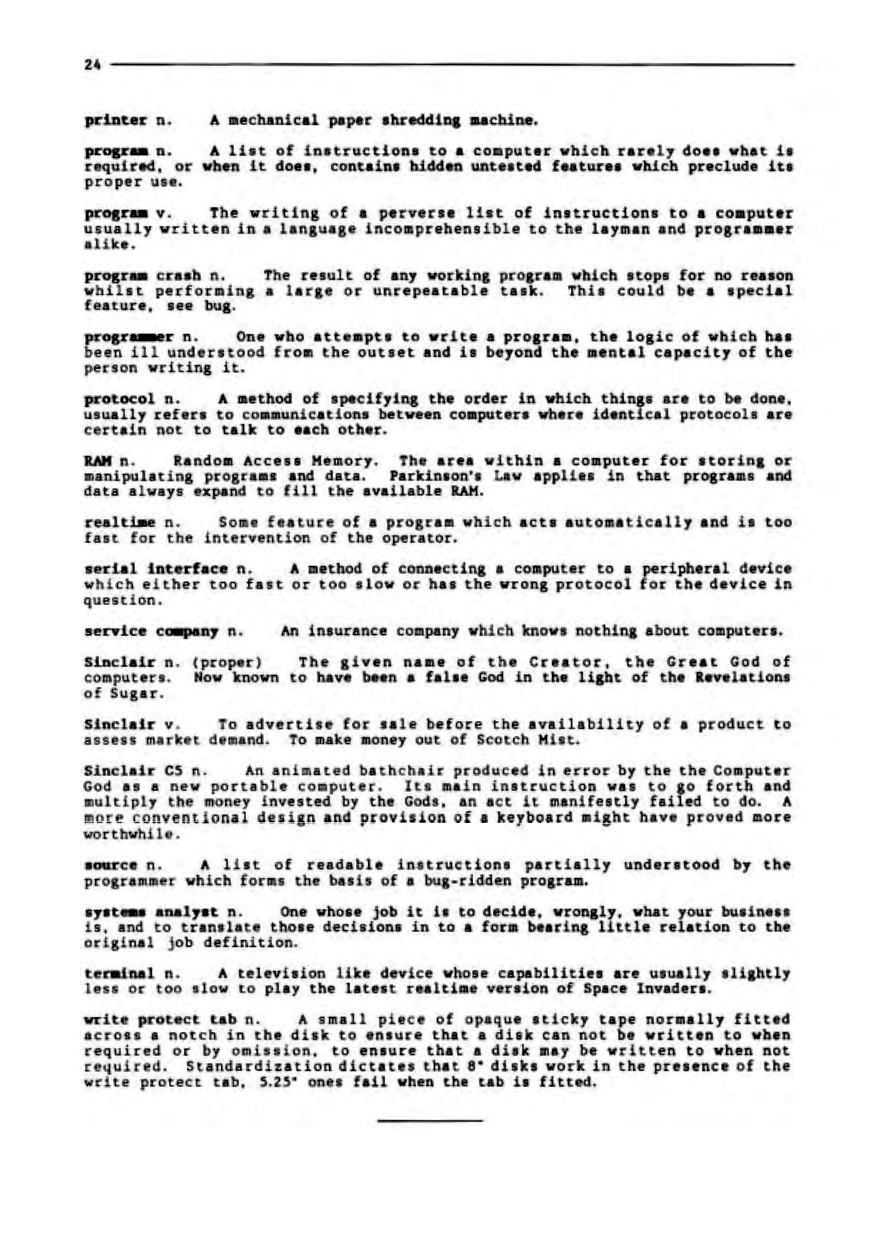 24
printer n. A mechanical paper shredding machine.
program n. A list of instructions to a computer which rarely does what is
required, or when it does, contains hidden untested features which preclude its
proper use.
program v. The writing of a perverse list of instructions to a computer
usually written in a language incomprehensible to the layman and programmer
alike.
program crash n. The result of any working program which stops for no reason
whilst performing a large or unrepeatable task. This could be a special
feature, see bug.
programmer n. One who attempts to write a program, the logic of which has
been ill understood from the outset and is beyond the mental capacity of the
person writing it.
protocol n. A method of specifying the order in which things are to be done,
usually refers to communications between computers where identical protocols are
certain not to talk to each other.
RAM n. Random Access Memory. The area within a computer for storing or
manipulating programs and data. Parkinson's Law applies in that programs and
data always expand to fill the available RAM.
realtime n. Some feature of a program which acts automatically and is too
fast for the intervention of the operator.
serial interface n. A method of connecting a computer to a peripheral device
which either too fast or too slow or has the wrong protocol for the device in
question.
service company n. An insurance company which knows nothing about computers.
Sinclair n. (proper) The given name of the Creator, the Great God of
computers. Now known to have been a false God in the light of the Revelations
of Sugar.
Sinclair v. To advertise for sale before the availability of a product to
assess market demand. To make money out of Scotch Mist.
Sinclair C5 n. An animated bathchair produced in error by the the Computer
God as a new portable computer. Its main instruction was to go forth and
multiply the money invested by the Gods, an act it manifestly failed to do. A
more conventional design and provision of a keyboard might have proved more
worthwhile.
source n. A list of readable instructions partially understood by the
programmer which forms the basis of a bug-ridden program.
systems analyst n. One whose job it is to decide, wrongly, what your business
is, and to translate those decisions in to a form bearing little relation to the
original job definition.
terminal n. A television like device whose capabilities are usually slightly
less or too slow to play the latest realtime version of Space Invaders.
write protect tab n. A small piece of opaque sticky tape normally fitted
across a notch in the disk to ensure that a disk can not be written to when
required or by omission, to ensure that a disk may be written to when not
required. Standardization dictates that 8" disks work in the presence of the
write protect tab, 5.25" ones fail when the tab is fitted.